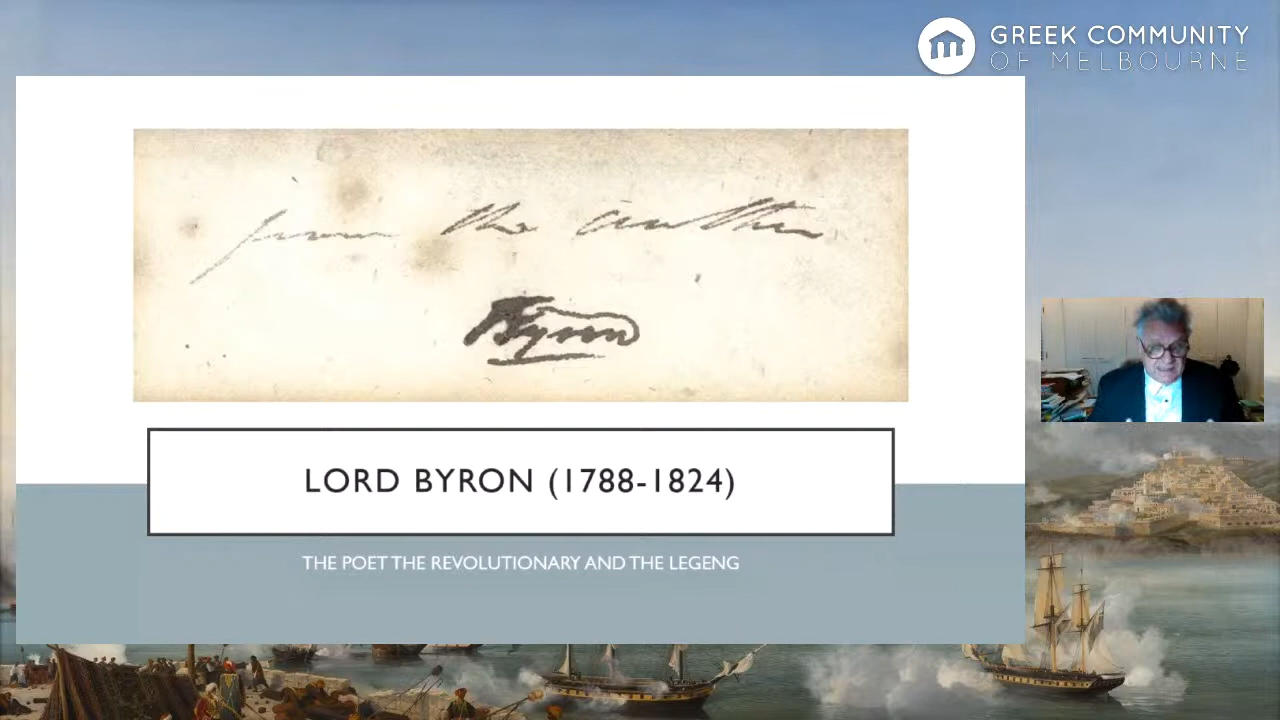 GREEK COMMUNITY
OF MELBOURNE
from the author
Byron
LORD BYRON (1788-1824)
THE POET THE REVOLUTIONARY AND THE LEGENG